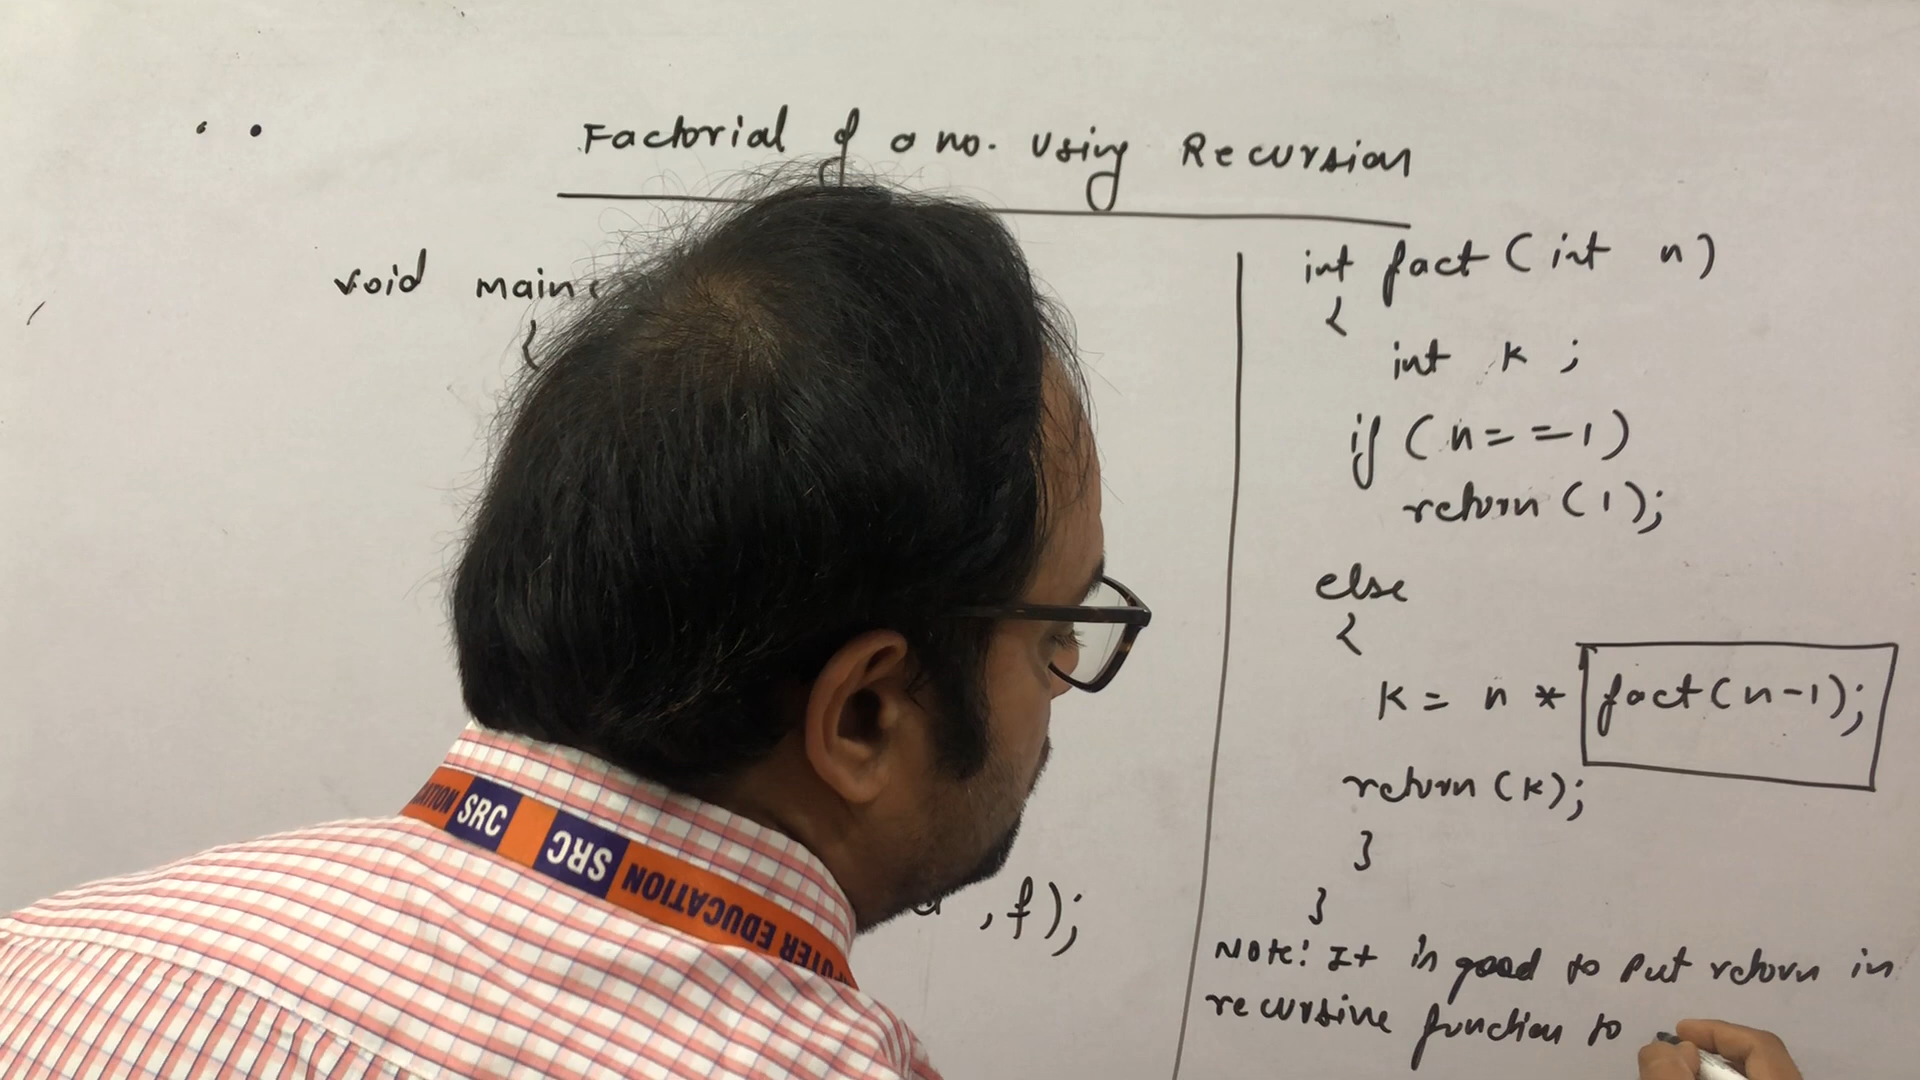 Factorial of a no. using Recursion
void main(
{
,f);
int fact (int n)
{
int k ;
if (n==1)
return (1);
else
{
k = n * fact(n-1);
return (k);
}
}
Note: It is good to put return in
recursive function to
SRC
SRC
EDUCATION